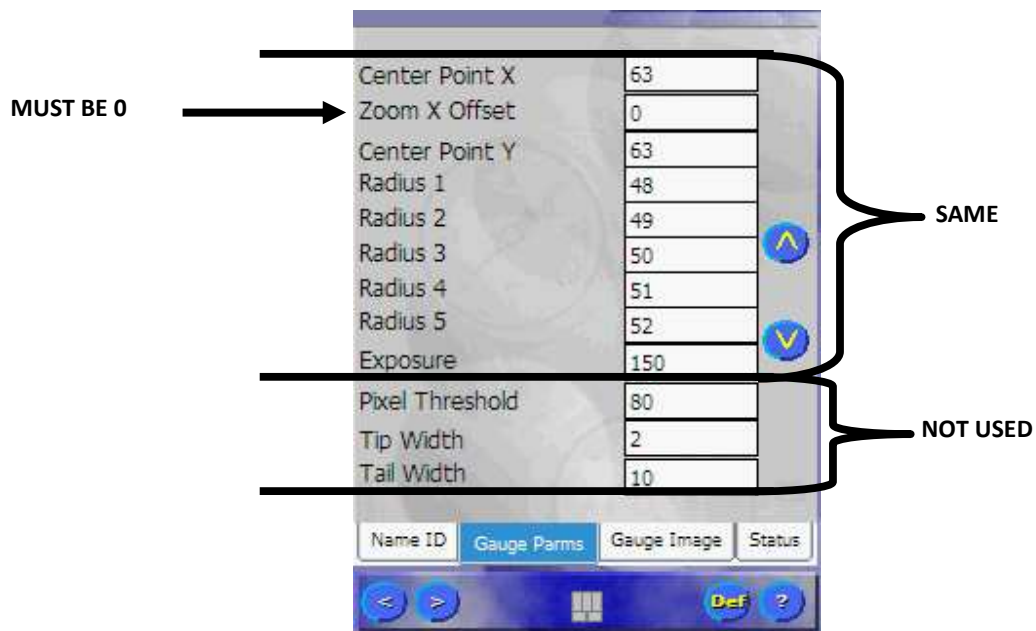 Center Point X 63
MUST BE 0 Zoom X Offset 0
Center Point Y 63
Radius 1 48
Radius 2 49
SAME
Radius 3 50
Radius 4 51
Radius 5 52
Exposure 150
Pixel Threshold 80
NOT USED
Tip Width 2
Tail Width 10
Name ID Gauge Parms Gauge Image Status
< > Def ?